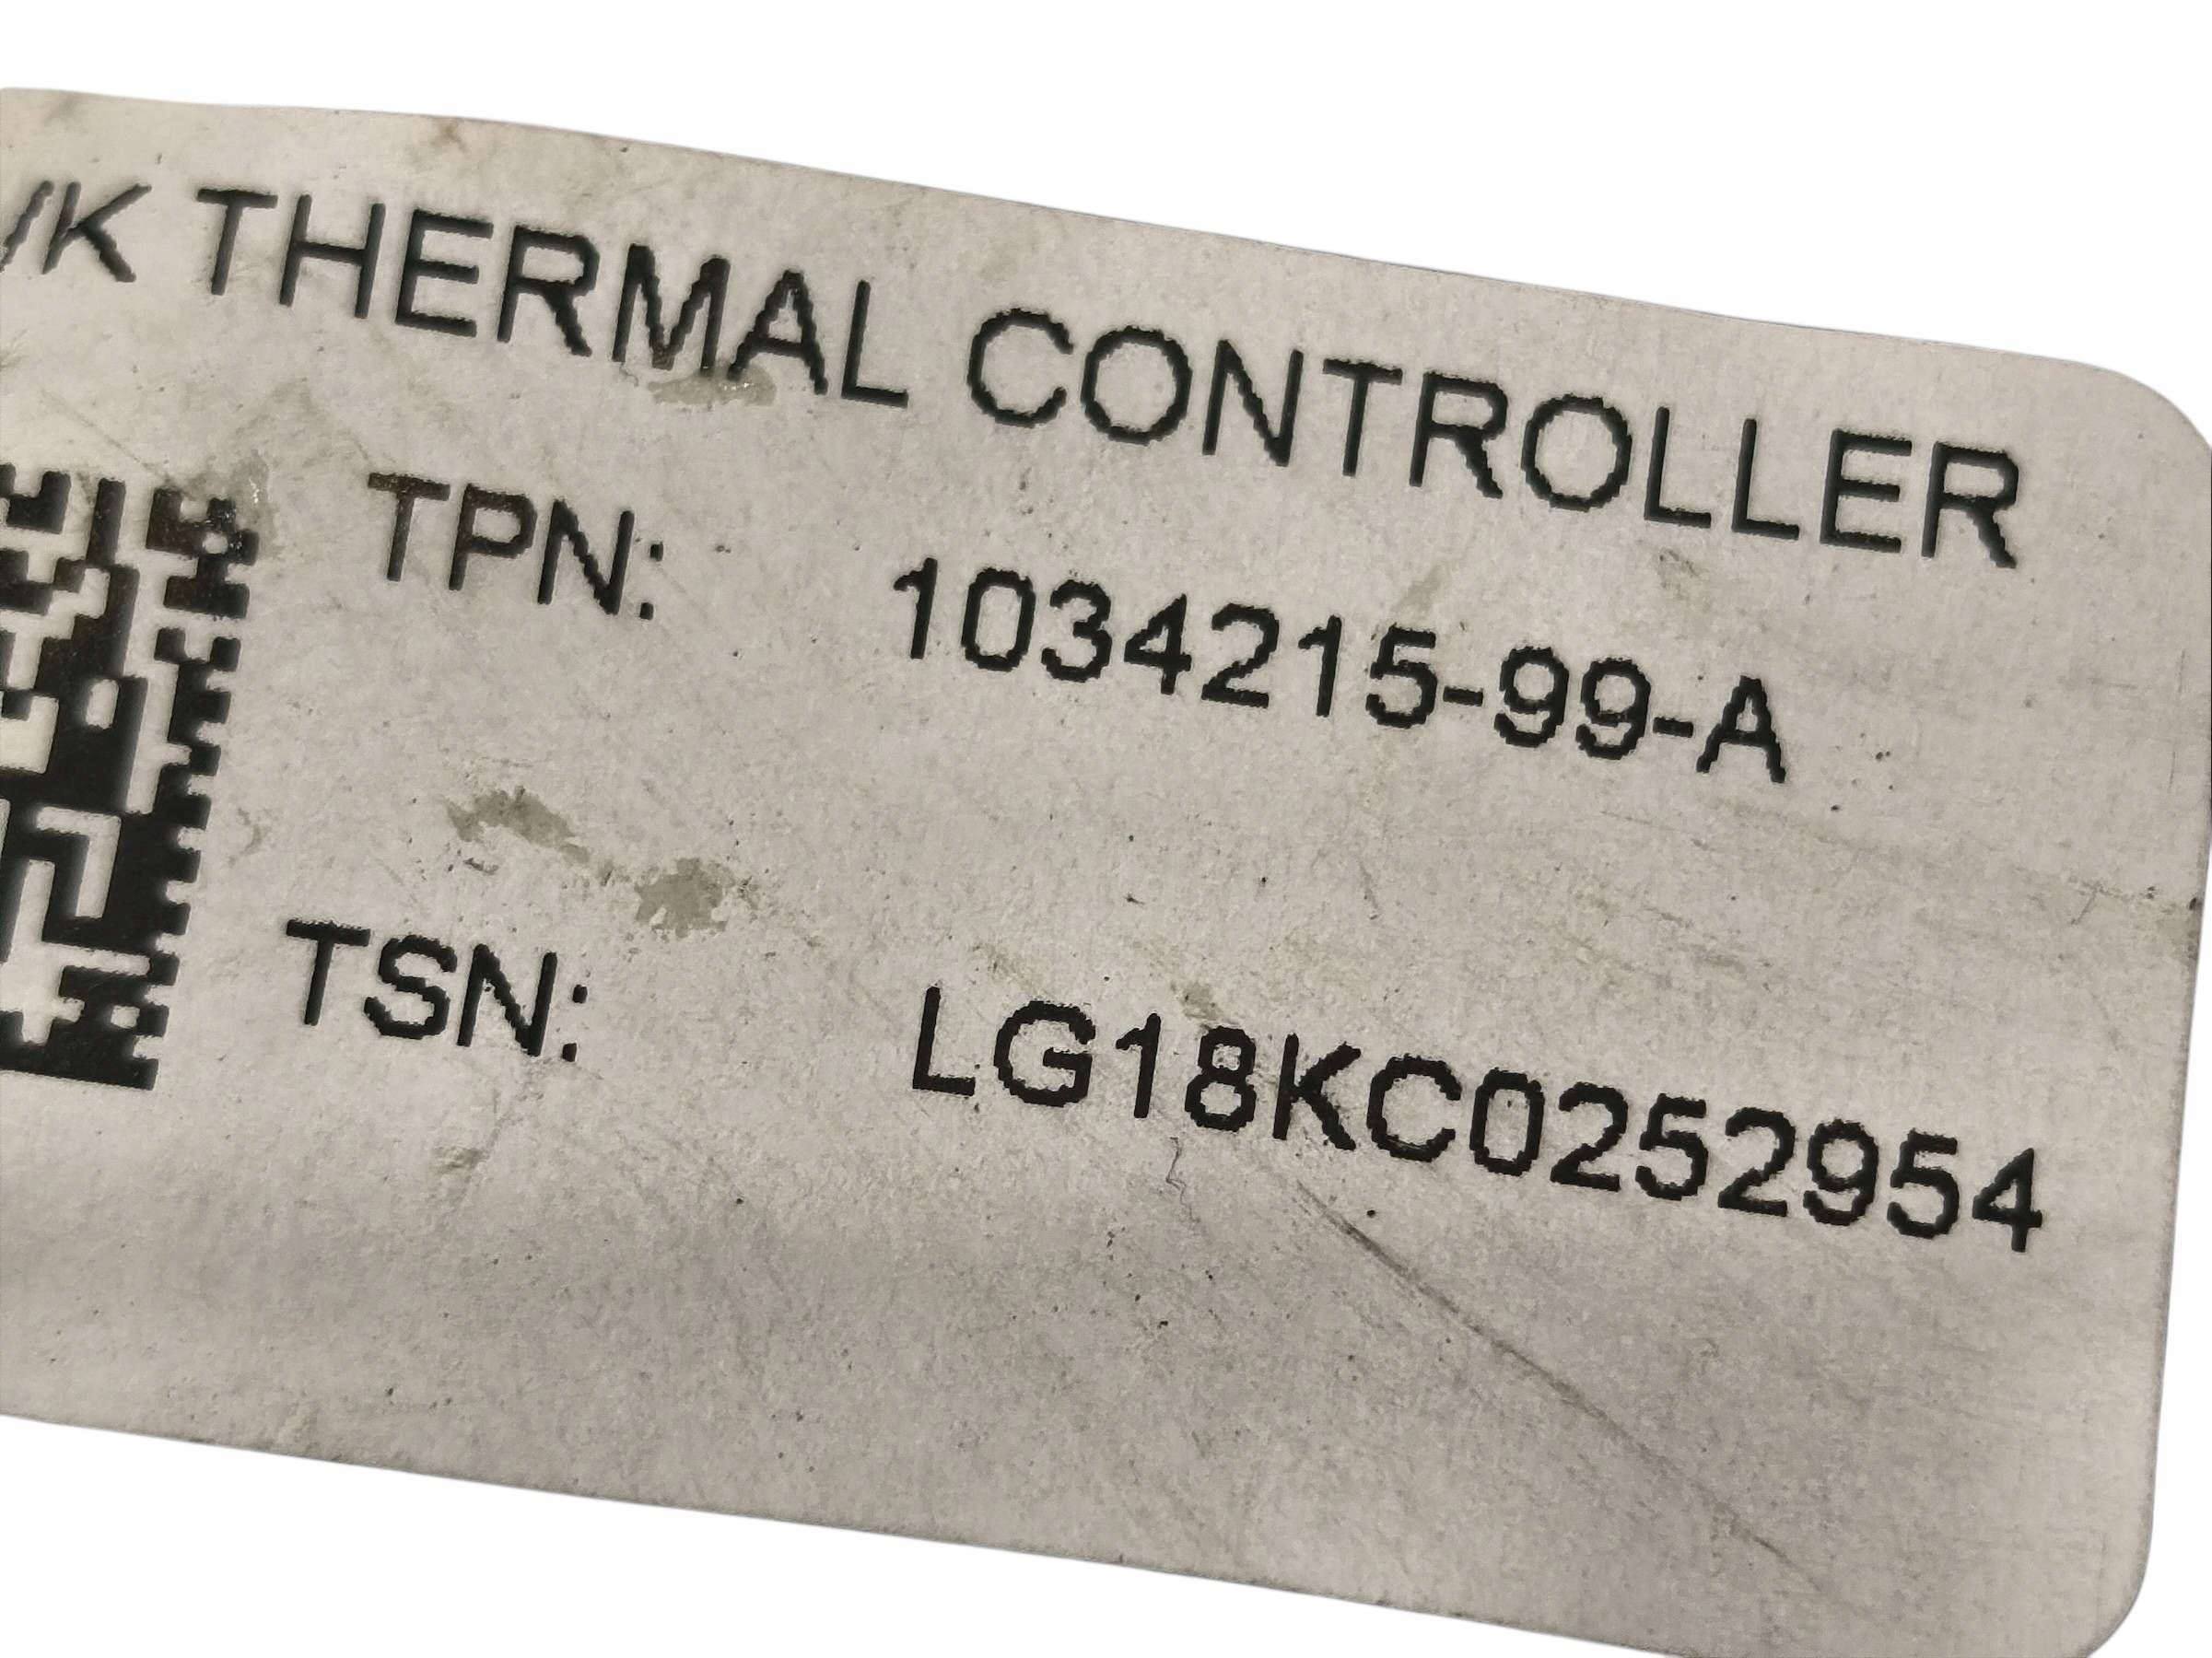 THERMAL CONTROLLER
TPN: 1034215-99-A
TSN: LG18KC0252954